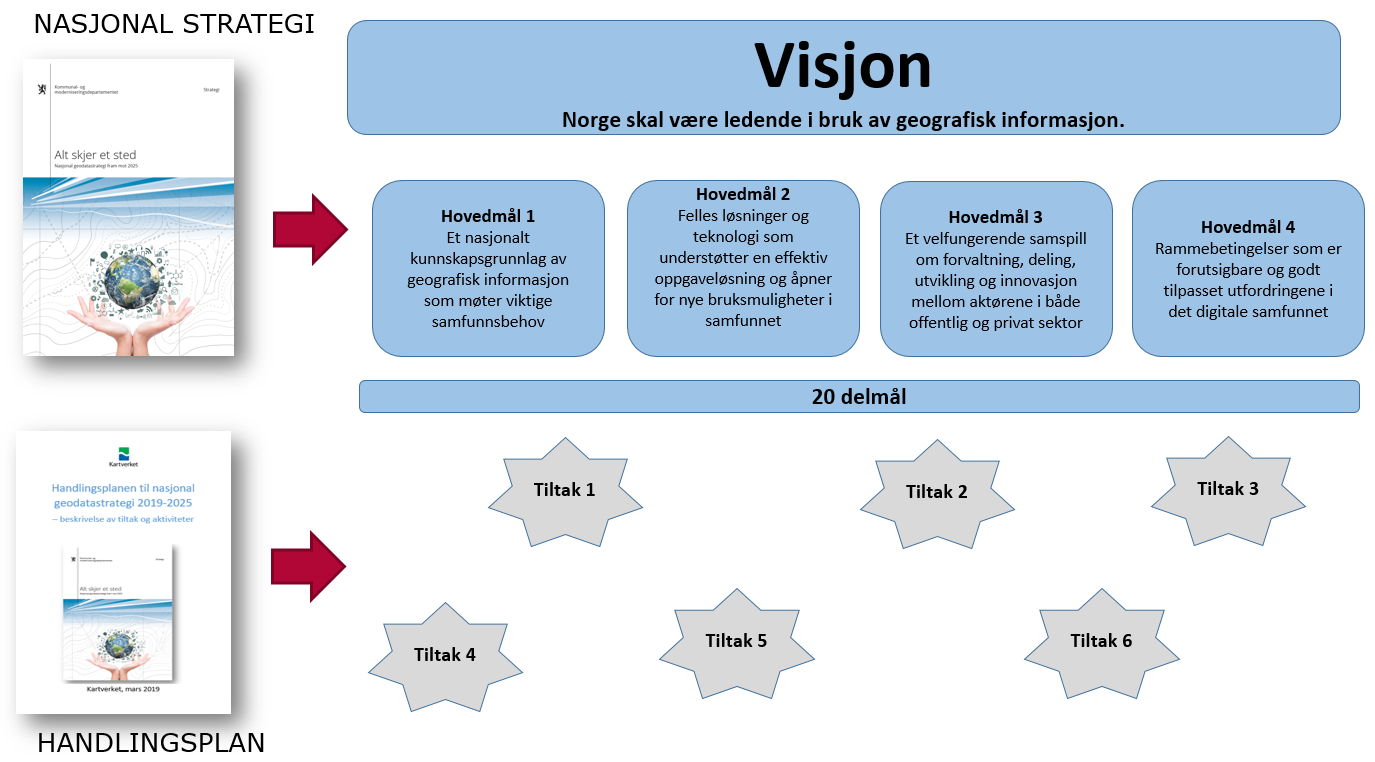 NASJONAL STRATEGI
Kommunal- og
moderniseringsdepartementet
Strategi
Alt skjer et sted
Nasjonal geodatastrategi fram mot 2025
Visjon
Norge skal være ledende i bruk av geografisk informasjon.
Hovedmål 1
Et nasjonalt
kunnskapsgrunnlag av
geografisk informasjon
som møter viktige
samfunnsbehov
Hovedmål 2
Felles løsninger og
teknologi som
understøtter en effektiv
oppgaveløsning og åpner
for nye bruksmuligheter i
samfunnet
Hovedmål 3
Et velfungerende samspill
om forvaltning, deling,
utvikling og innovasjon
mellom aktørene i både
offentlig og privat sektor
Hovedmål 4
Rammebetingelser som er
forutsigbare og godt
tilpasset utfordringene i
det digitale samfunnet
20 delmål
Kartverket
Handlingsplanen til nasjonal
geodatastrategi 2019-2025
– beskrivelse av tiltak og aktiviteter
Strategi
Alt skjer et sted
Kartverket, mars 2019
Tiltak 1
Tiltak 2
Tiltak 3
Tiltak 4
Tiltak 5
Tiltak 6
HANDLINGSPLAN